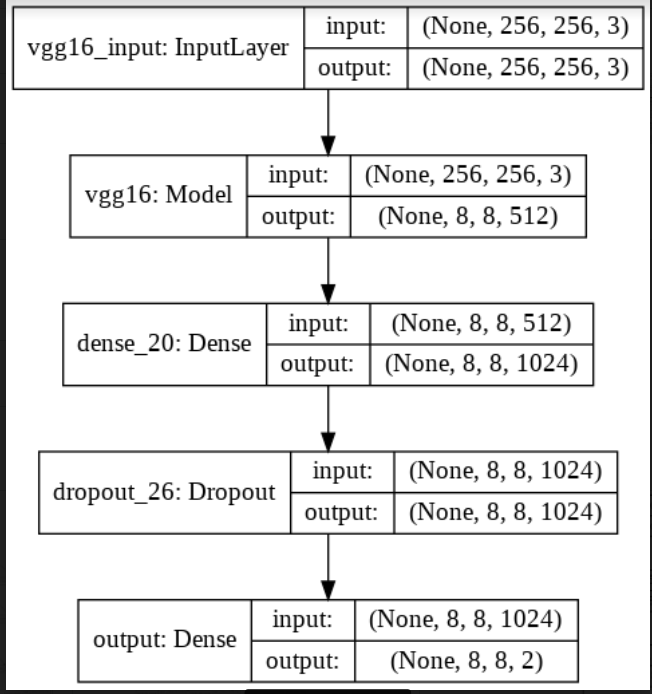 vgg16_input: InputLayer
input: (None, 256, 256, 3)
output: (None, 256, 256, 3)
vgg16: Model
input: (None, 256, 256, 3)
output: (None, 8, 8, 512)
dense_20: Dense
input: (None, 8, 8, 512)
output: (None, 8, 8, 1024)
dropout_26: Dropout
input: (None, 8, 8, 1024)
output: (None, 8, 8, 1024)
output: Dense
input: (None, 8, 8, 1024)
output: (None, 8, 8, 2)